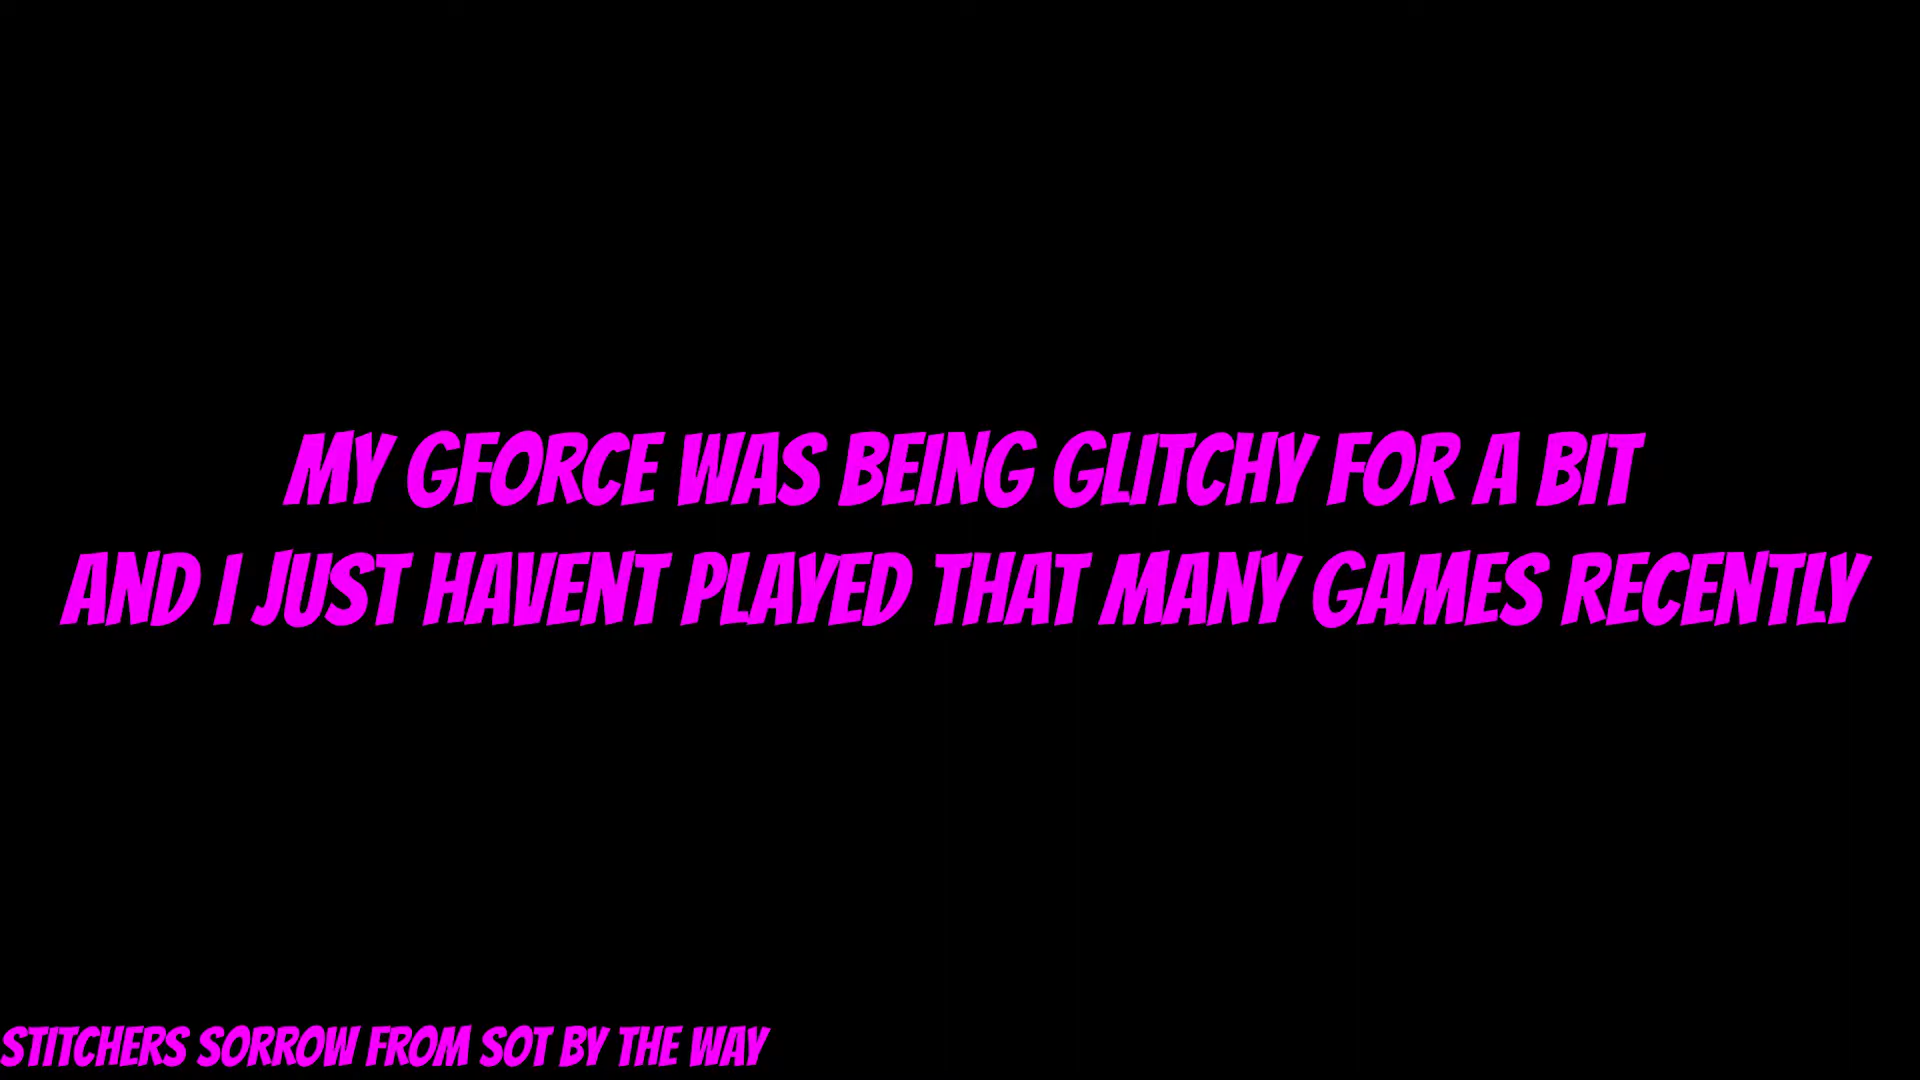 MY GFORCE WAS BEING GLITCHY FOR A BIT
AND I JUST HAVENT PLAYED THAT MANY GAMES RECENTLY
STITCHERS SORROW FROM SOT BY THE WAY